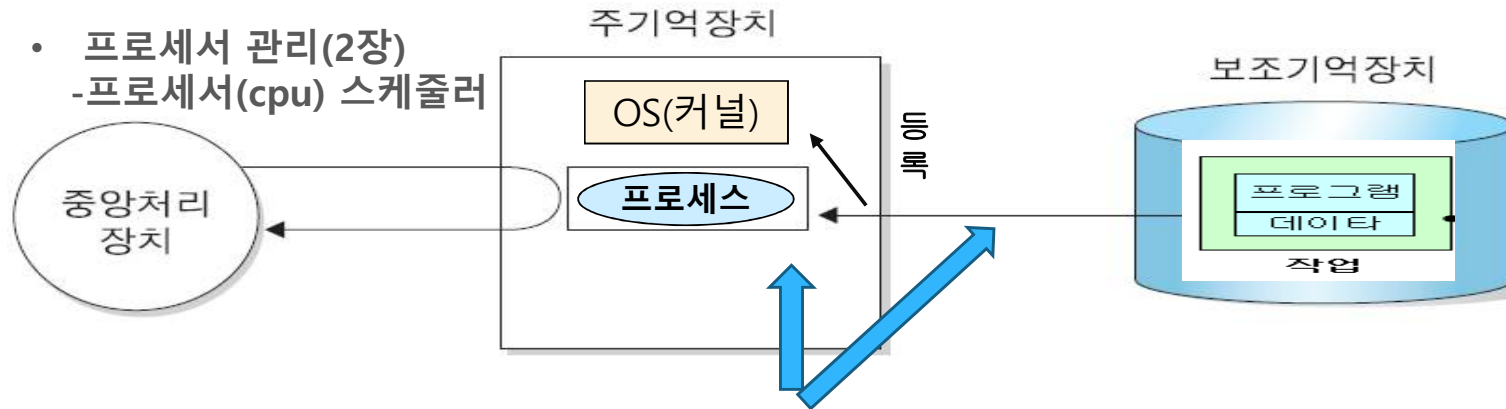 주기억장치
• 프로세서 관리(2장)
-프로세서(cpu) 스케줄러
보조기억장치
OS(커널)
등록
프로세스
중앙처리
장치
프로그램
데이타
작업